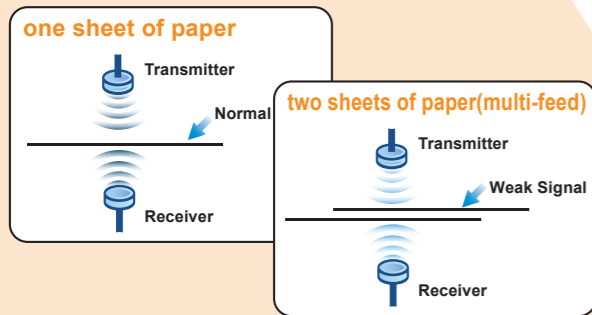 one sheet of paper
Transmitter
Normal
Receiver
two sheets of paper(multi-feed)
Transmitter
Weak Signal
Receiver